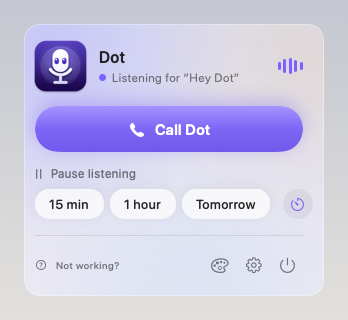 Dot
Listening for “Hey Dot”
Call Dot
Pause listening
15 min
1 hour
Tomorrow
Not working?